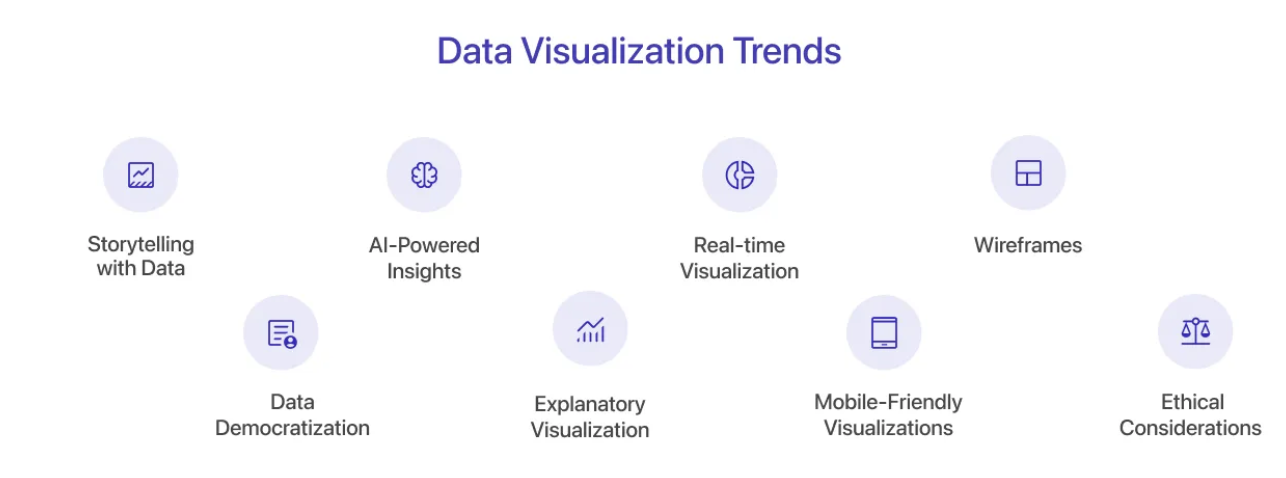 Data Visualization Trends
Storytelling
with Data
AI-Powered
Insights
Real-time
Visualization
Wireframes
Data
Democratization
Explanatory
Visualization
Mobile-Friendly
Visualizations
Ethical
Considerations